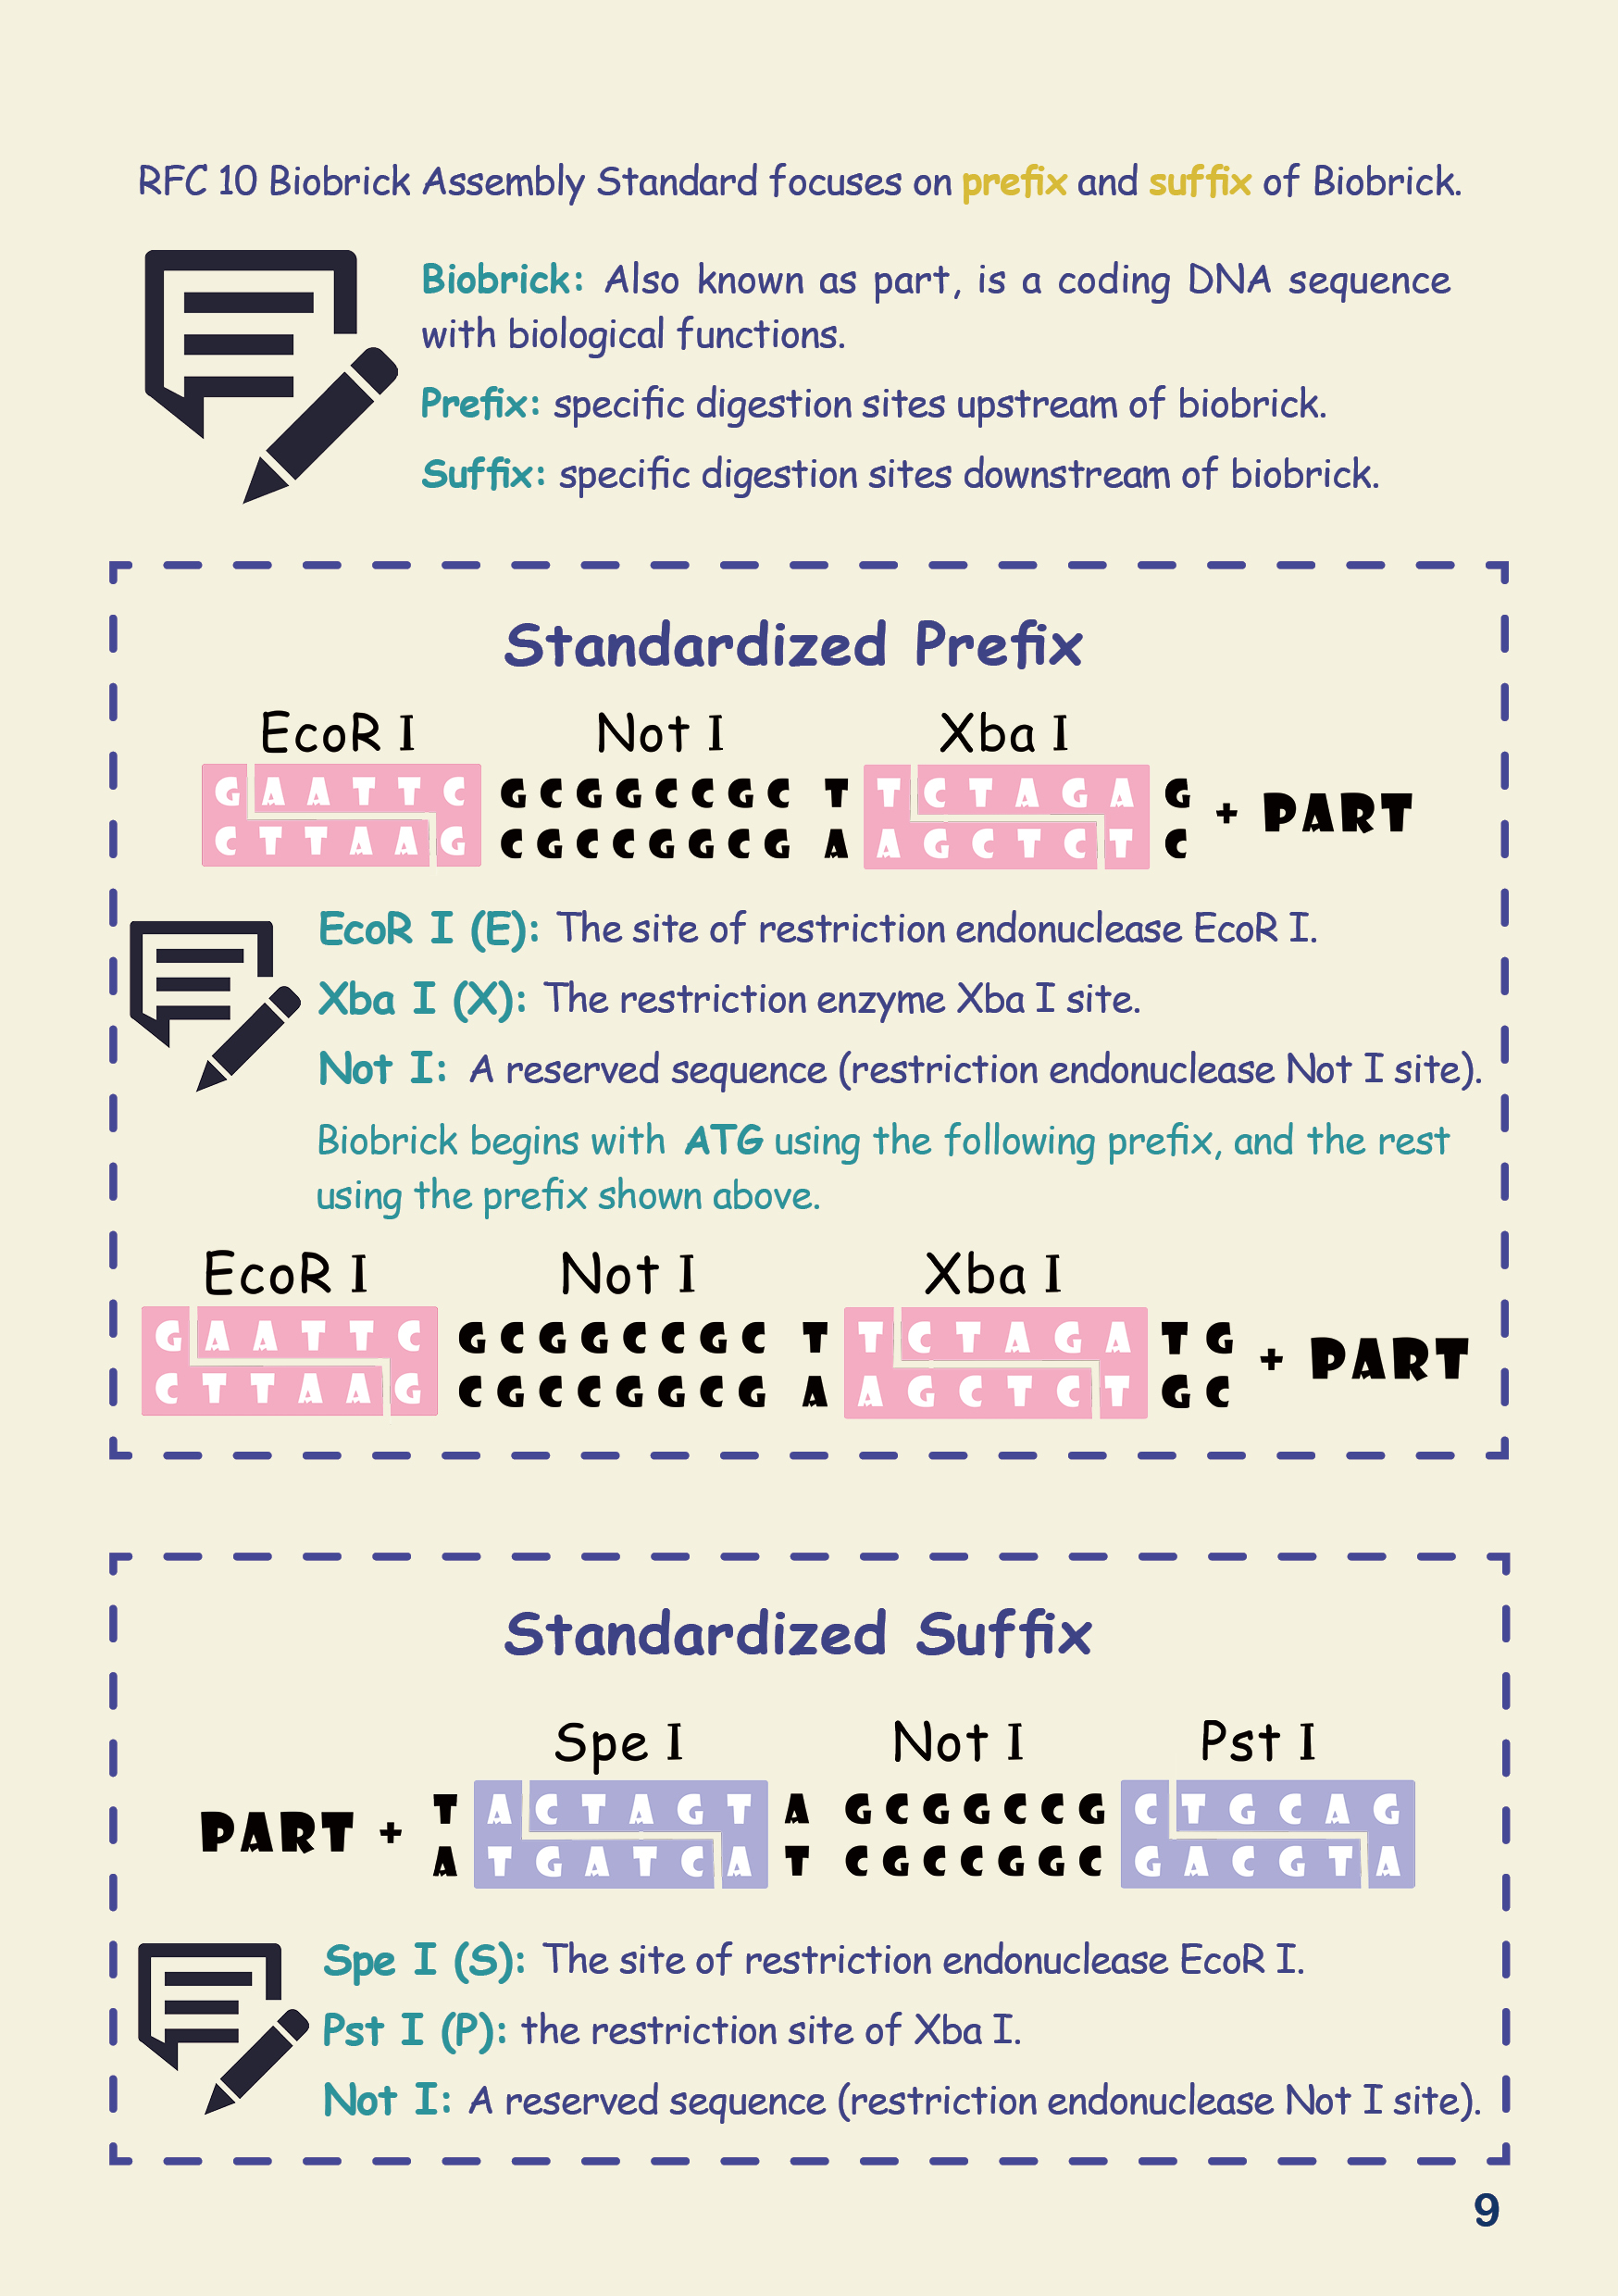 RFC 10 Biobrick Assembly Standard focuses on prefix and suffix of Biobrick.
Biobrick: Also known as part, is a coding DNA sequence
with biological functions.
Prefix: specific digestion sites upstream of biobrick.
Suffix: specific digestion sites downstream of biobrick.
Standardized Prefix
EcoR I Not I Xba I
G A A T T C G C G G C C G C T T C T A G A G + PART
C T T A A G C G C C G G C G A A G C T C T C
EcoR I (E): The site of restriction endonuclease EcoR I.
Xba I (X): The restriction enzyme Xba I site.
Not I: A reserved sequence (restriction endonuclease Not I site).
Biobrick begins with ATG using the following prefix, and the rest
using the prefix shown above.
EcoR I Not I Xba I
G A A T T C G C G G C C G C T T C T A G A T G + PART
C T T A A G C G C C G G C G A A G C T C T G C
Standardized Suffix
Spe I Not I Pst I
PART + T A C T A G T A G C G G C C G C T G C A G
A T G A T C A T C G C C G G C G A C G T A
Spe I (S): The site of restriction endonuclease EcoR I.
Pst I (P): the restriction site of Xba I.
Not I: A reserved sequence (restriction endonuclease Not I site).
9